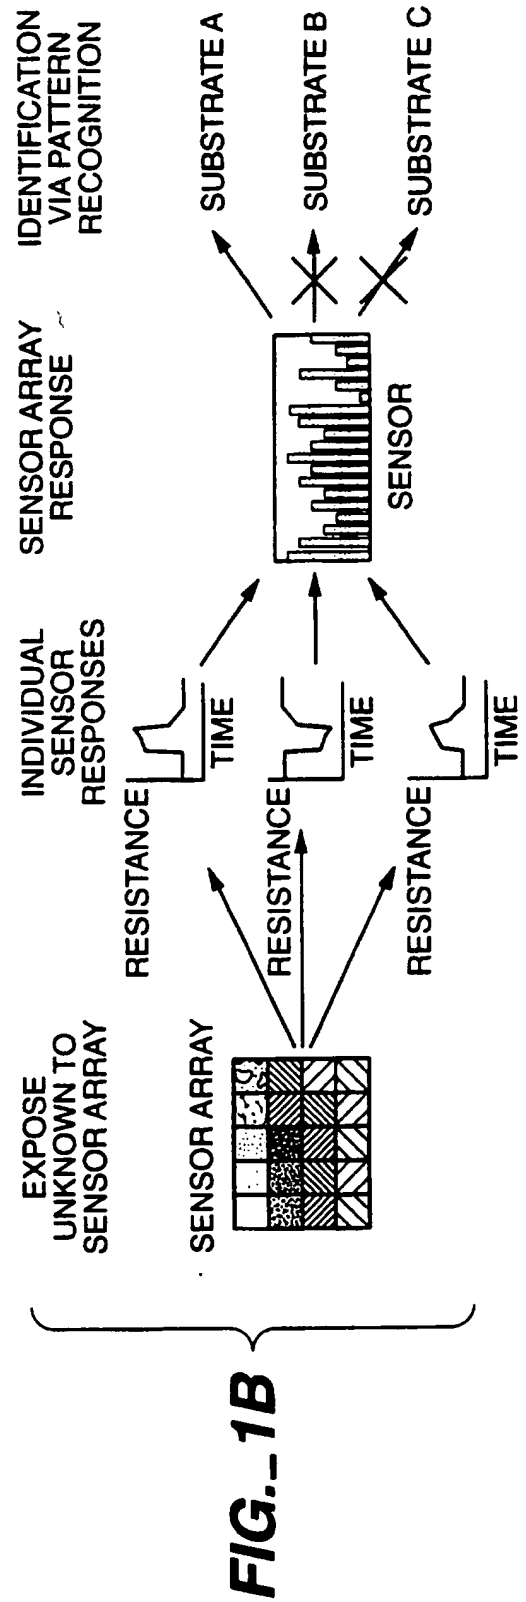 EXPOSE
UNKNOWN TO
SENSOR ARRAY
SENSOR ARRAY
INDIVIDUAL
SENSOR
RESPONSES
RESISTANCE
TIME
RESISTANCE
TIME
RESISTANCE
TIME
SENSOR ARRAY
RESPONSE
SENSOR
IDENTIFICATION
VIA PATTERN
RECOGNITION
SUBSTRATE A
SUBSTRATE B
SUBSTRATE C
FIG._1B